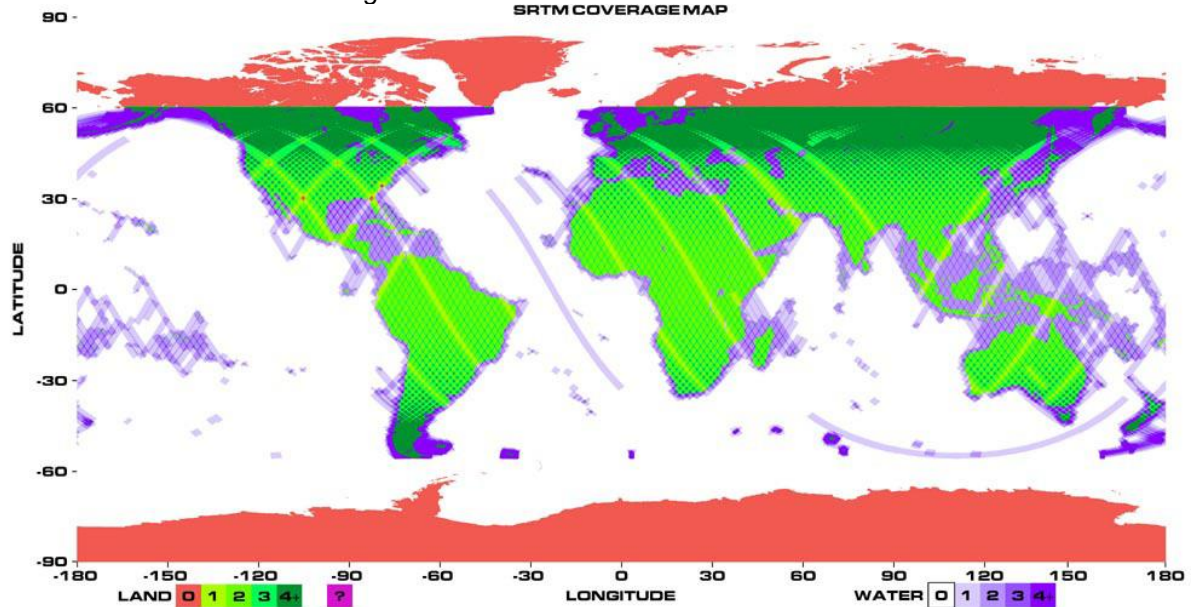 SRTM COVERAGE MAP
90
60
30
0
-30
-60
-90
LATITUDE
-180 -150 -120 -90 -60 -30 0 30 60 90 120 150 180
LAND 0 1 2 3 4+ ? LONGITUDE WATER 0 1 2 3 4+